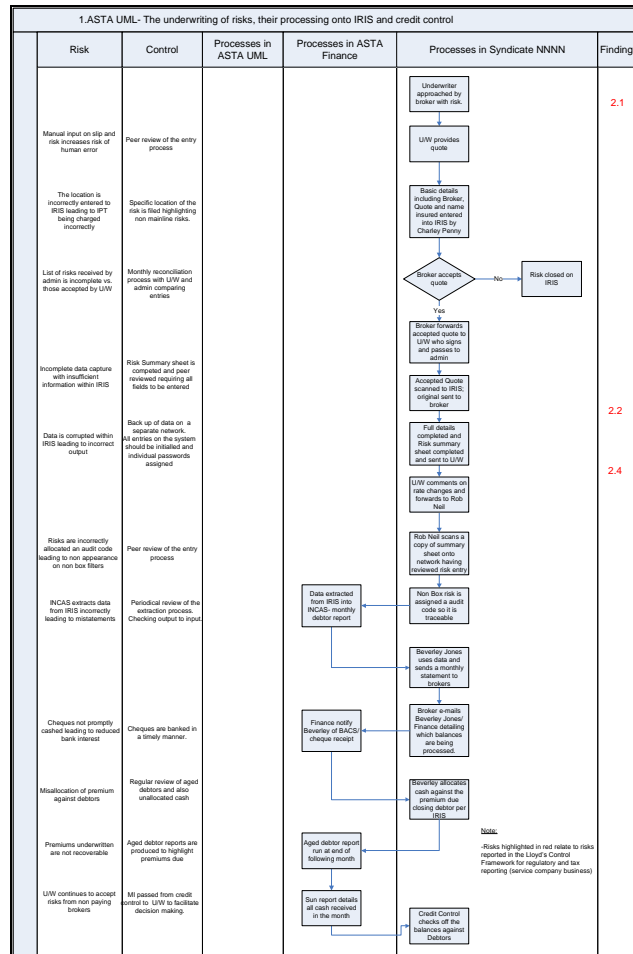 1.ASTA UML- The underwriting of risks, their processing onto IRIS and credit control
Risk
Control
Processes in
ASTA UML
Processes in ASTA
Finance
Processes in Syndicate NNNN
Finding
Underwriter
approached by
broker with risk.
2.1
Manual input on slip and
risk increases risk of
human error
Peer review of the entry
process
U/W provides
quote
The location is
incorrectly entered to
IRIS leading to IPT
being charged
incorrectly
Specific location of the
risk is filed highlighting
non mainline risks.
Basic details
including Broker,
Quote and name
insured entered
into IRIS by
Charley Penny
List of risks received by
admin is incomplete vs.
those accepted by U/W
Monthly reconciliation
process with U/W and
admin comparing
entries
Broker accepts
quote
No
Risk closed on
IRIS
Yes
Broker forwards
accepted quote to
U/W who signs
and passes to
admin
Incomplete data capture
with insufficient
information within IRIS
Risk Summary sheet is
competed and peer
reviewed requiring all
fields to be entered
Accepted Quote
scanned to IRIS;
original sent to
broker
2.2
Data is corrupted within
IRIS leading to incorrect
output
Back up of data on a
separate network.
All entries on the system
should be initialled and
individual passwords
assigned
Full details
completed and
Risk summary
sheet completed
and sent to U/W
2.4
U/W comments on
rate changes and
forwards to Rob
Neil
Risks are incorrectly
allocated an audit code
leading to non appearance
on non box filters
Peer review of the entry
process
Rob Neil scans a
copy of summary
sheet onto
network having
reviewed risk entry
INCAS extracts data
from IRIS incorrectly
leading to mistatements
Periodical review of the
extraction process.
Checking output to input.
Data extracted
from IRIS into
INCAS- monthly
debtor report
Non Box risk is
assigned a audit
code so it is
traceable
Beverley Jones
uses data and
sends a monthly
statement to
brokers
Cheques not promptly
cashed leading to reduced
bank interest
Cheques are banked in
a timely manner.
Finance notify
Beverley of BACS/
cheque receipt
Broker e-mails
Beverley Jones/
Finance detailing
which balances
are being
processed.
Misallocation of premium
against debtors
Regular review of aged
debtors and also
unallocated cash
Beverley allocates
cash against the
premium due
closing debtor per
IRIS
Premiums underwritten
are not recoverable
Aged debtor reports are
produced to highlight
premiums due
Aged debtor report
run at end of
following month
Note:
-Risks highlighted in red relate to risks
reported in the Lloyd's Control
Framework for regulatory and tax
reporting (service company business)
U/W continues to accept
risks from non paying
brokers
MI passed from credit
control to U/W to facilitate
decision making.
Sun report details
all cash received
in the month
Credit Control
checks off the
balances against
Debtors